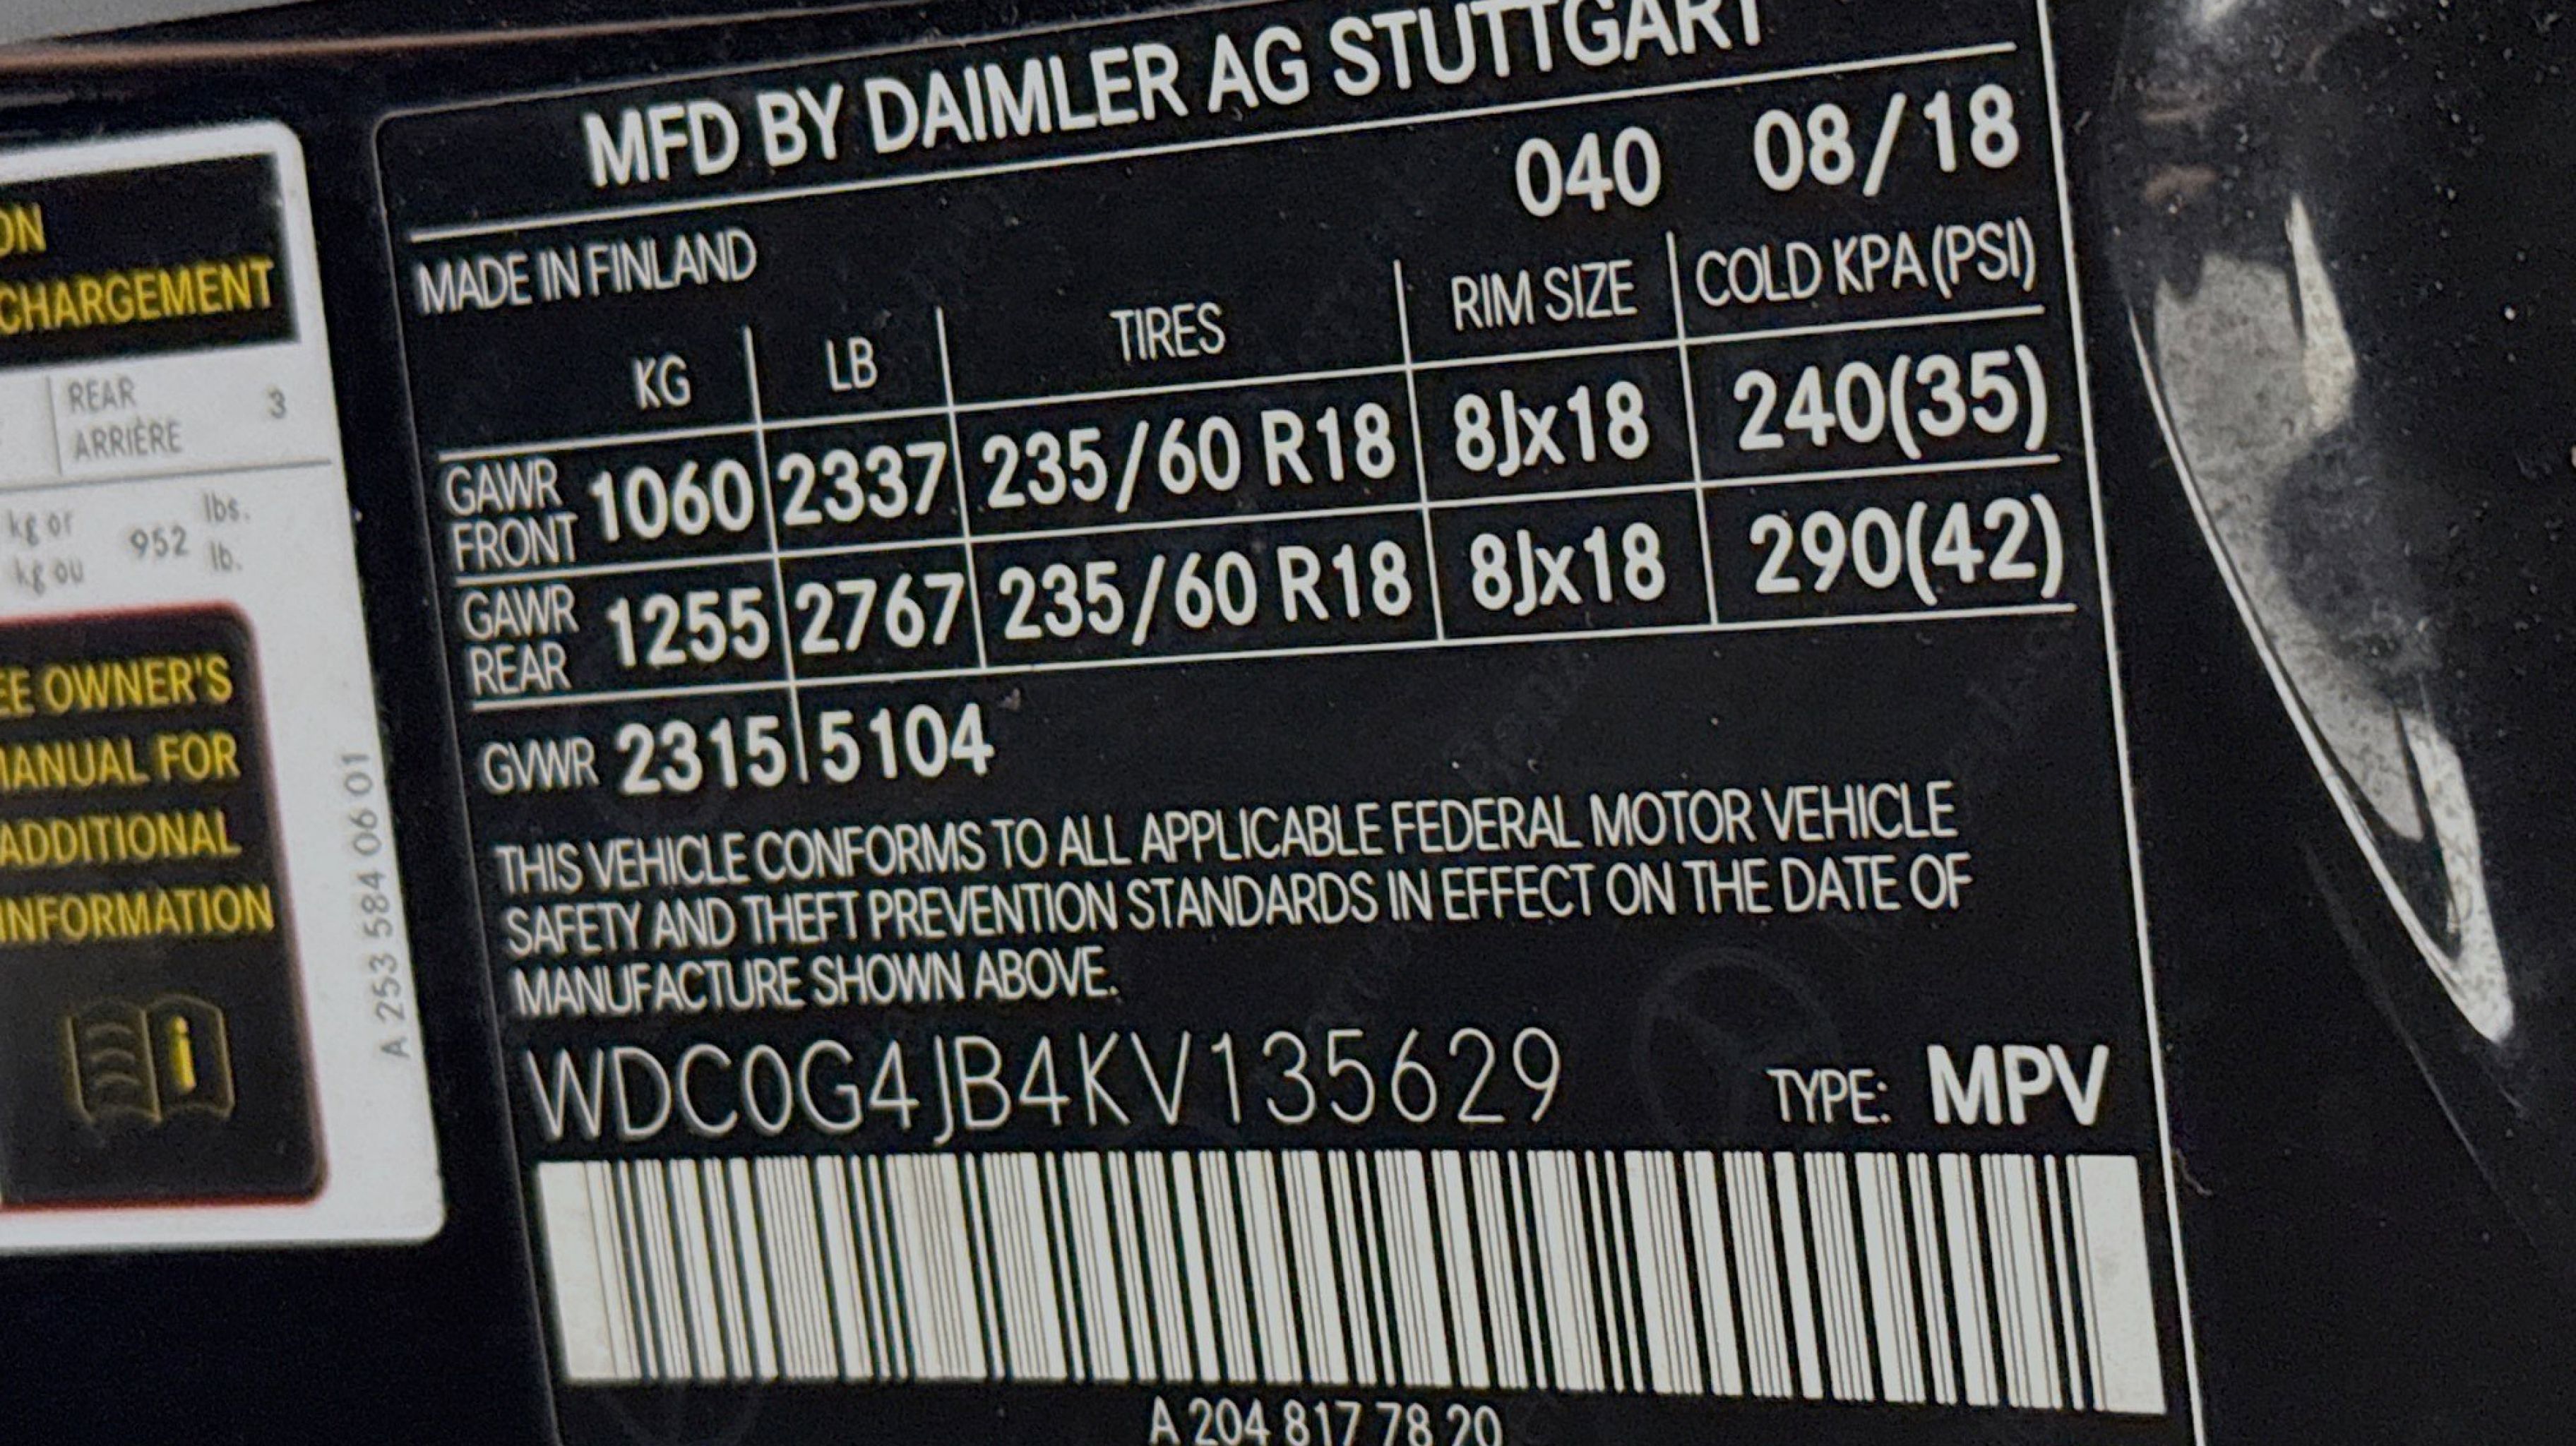 MFD BY DAIMLER AG STUTTGART
040 08/18
MADE IN FINLAND
KG LB TIRES RIM SIZE COLD KPA (PSI)
GAWR FRONT 1060 2337 235/60 R18 8Jx18 240(35)
GAWR REAR 1255 2767 235/60 R18 8Jx18 290(42)
GVWR 2315 5104
THIS VEHICLE CONFORMS TO ALL APPLICABLE FEDERAL MOTOR VEHICLE
SAFETY AND THEFT PREVENTION STANDARDS IN EFFECT ON THE DATE OF
MANUFACTURE SHOWN ABOVE.
WDC0G4JB4KV135629 TYPE: MPV
A 204 817 78 20
CHARGEMENT
REAR 3
ARRIÈRE
kg or 952 lbs.
kg ou lb.
OWNER'S
MANUAL FOR
ADDITIONAL
INFORMATION
i
A 253 584 06 01